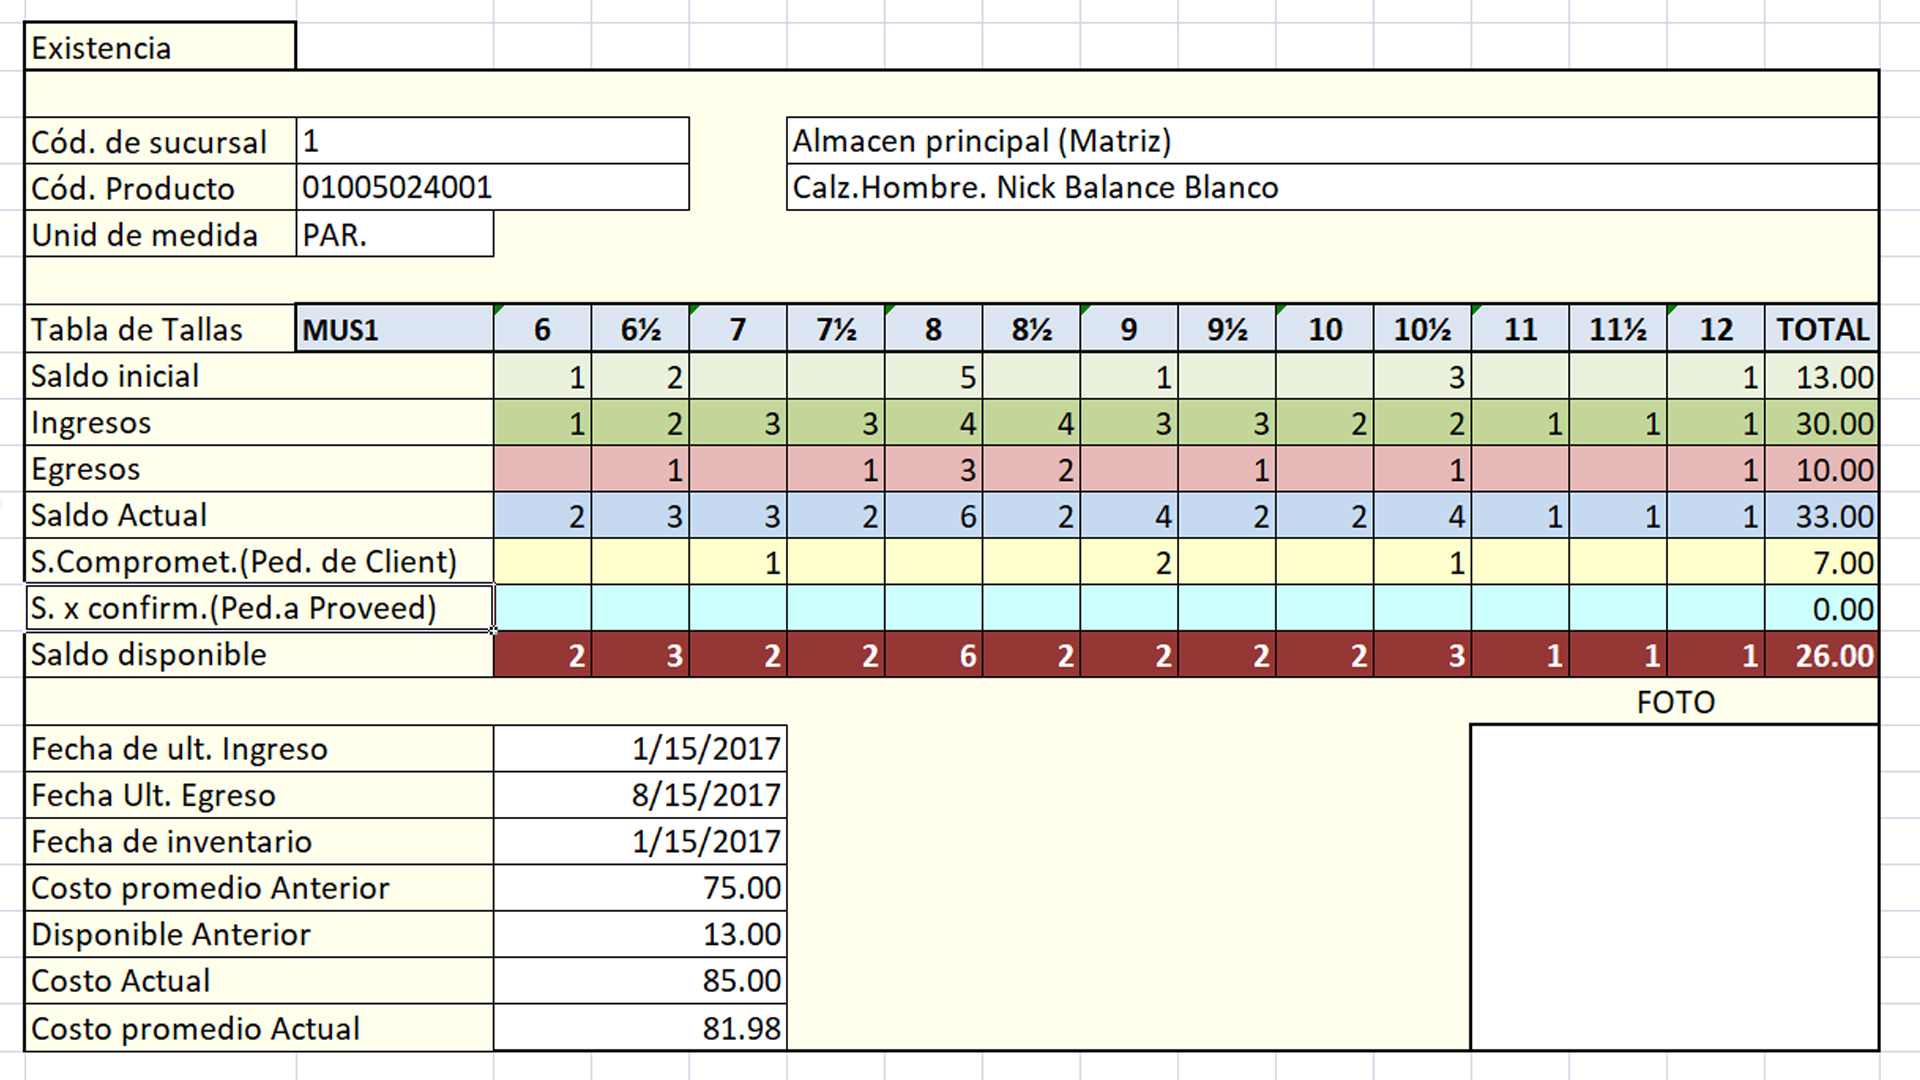 Existencia
Cód. de sucursal 1 Almacen principal (Matriz)
Cód. Producto 01005024001 Calz.Hombre. Nick Balance Blanco
Unid de medida PAR.
Tabla de Tallas MUS1 6 6½ 7 7½ 8 8½ 9 9½ 10 10½ 11 11½ 12 TOTAL
Saldo inicial 1 2 5 1 3 1 13.00
Ingresos 1 2 3 3 4 4 3 3 2 2 1 1 1 30.00
Egresos 1 1 3 2 1 1 1 10.00
Saldo Actual 2 3 3 2 6 2 4 2 2 4 1 1 1 33.00
S.Compromet.(Ped. de Client) 1 2 1 7.00
S. x confirm.(Ped.a Proveed) 0.00
Saldo disponible 2 3 2 2 6 2 2 2 2 3 1 1 1 26.00
FOTO
Fecha de ult. Ingreso 1/15/2017
Fecha Ult. Egreso 8/15/2017
Fecha de inventario 1/15/2017
Costo promedio Anterior 75.00
Disponible Anterior 13.00
Costo Actual 85.00
Costo promedio Actual 81.98